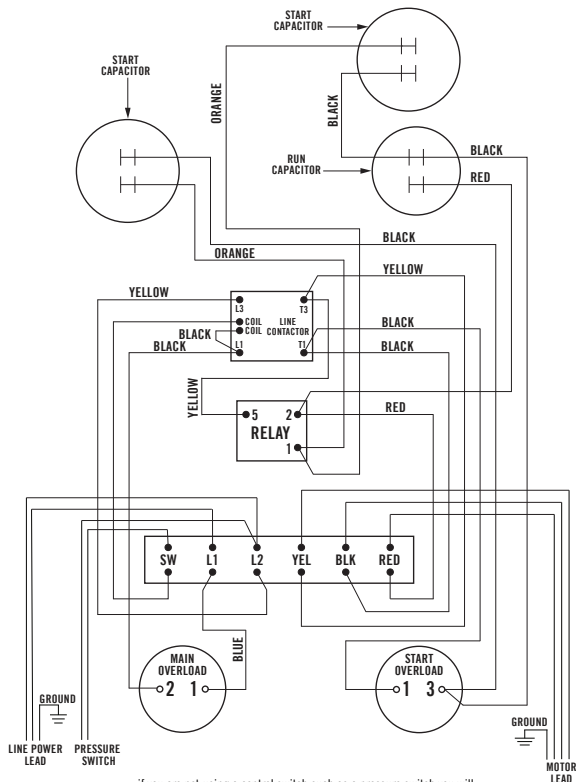 START
CAPACITOR
START
CAPACITOR
ORANGE
BLACK
RUN
CAPACITOR
BLACK
RED
BLACK
ORANGE
YELLOW
YELLOW
L3
T3
COIL
COIL
LINE
CONTACTOR
BLACK
BLACK
L1
T1
BLACK
BLACK
YELLOW
5
2
RED
RELAY
1
SW
L1
L2
YEL
BLK
RED
BLUE
MAIN
OVERLOAD
2
1
START
OVERLOAD
1
3
GROUND
GROUND
LINE POWER
LEAD
PRESSURE
SWITCH
MOTOR
LEAD